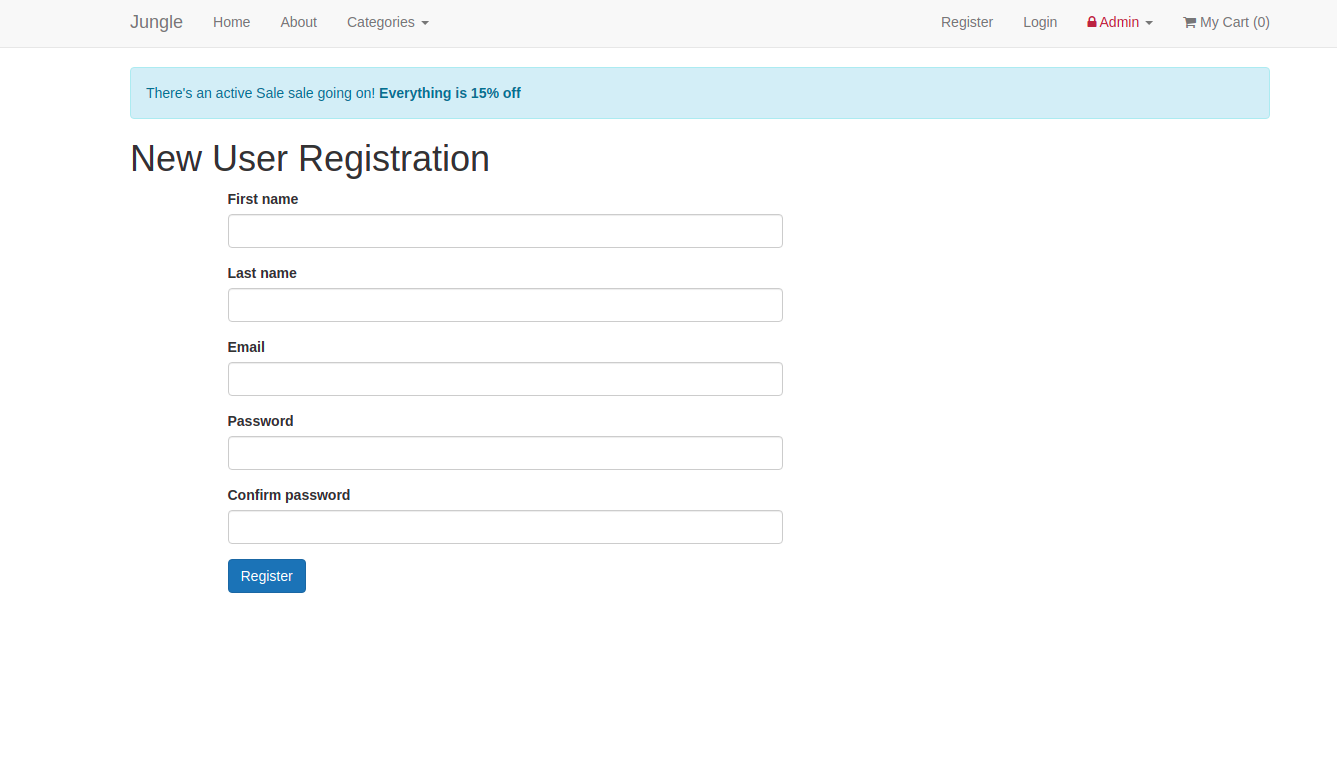 Jungle Home About Categories Register Login Admin My Cart (0)
There's an active Sale sale going on! Everything is 15% off
New User Registration
First name
Last name
Email
Password
Confirm password
Register